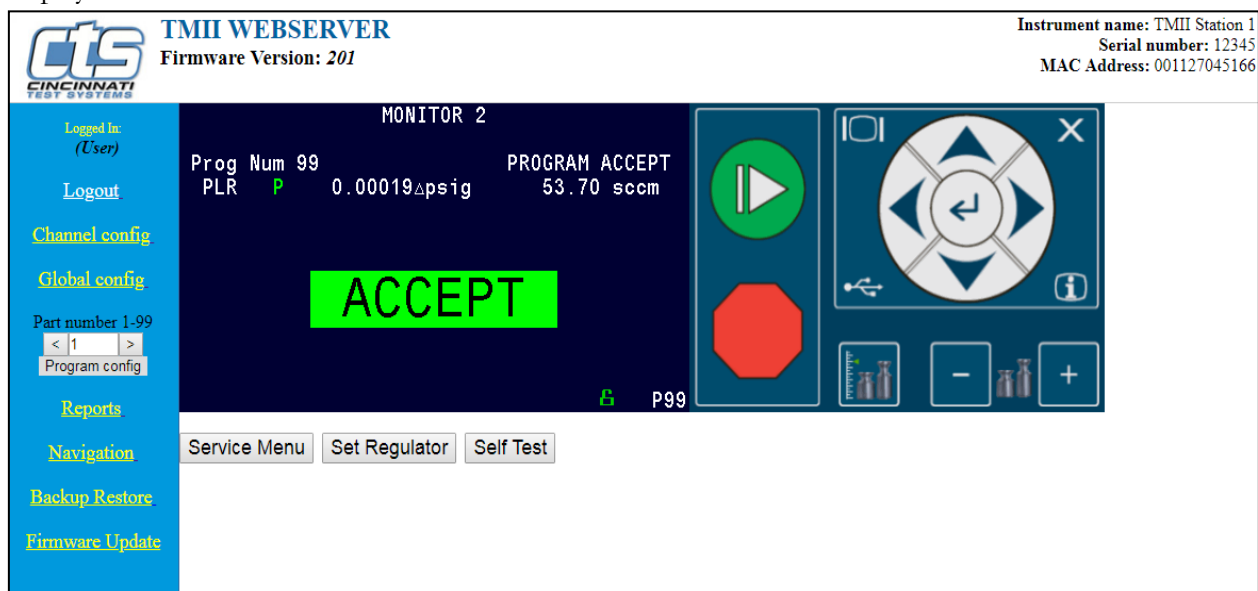 cts
CINCINNATI
TEST SYSTEMS
TMII WEBSERVER
Firmware Version: 201
Instrument name: TMII Station 1
Serial number: 12345
MAC Address: 001127045166
Logged In:
(User)
Logout
Channel config
Global config
Part number 1-99
< 1 >
Program config
Reports
Navigation
Backup Restore
Firmware Update
MONITOR 2
Prog Num 99 PROGRAM ACCEPT
PLR P 0.00019△psig 53.70 sccm
ACCEPT
P99
- +
Service Menu Set Regulator Self Test